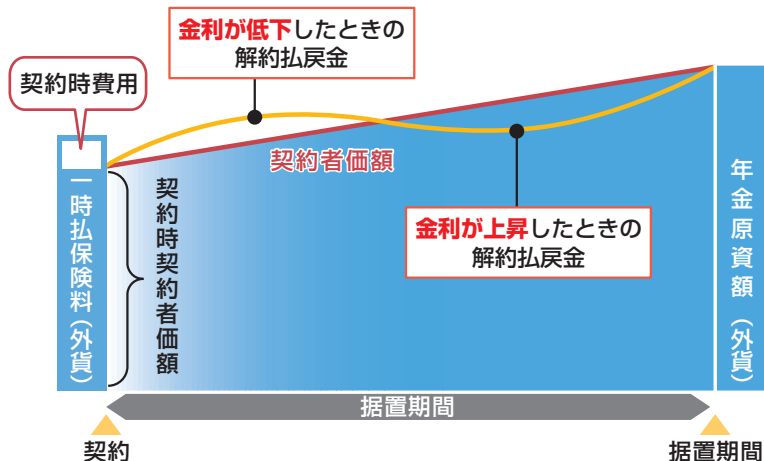 金利が低下したときの
解約払戻金
契約時費用
契約者価額
一時払保険料(外貨)
契約時契約者価額
金利が上昇したときの
解約払戻金
年金原資額(外貨)
据置期間
契約
据置期間